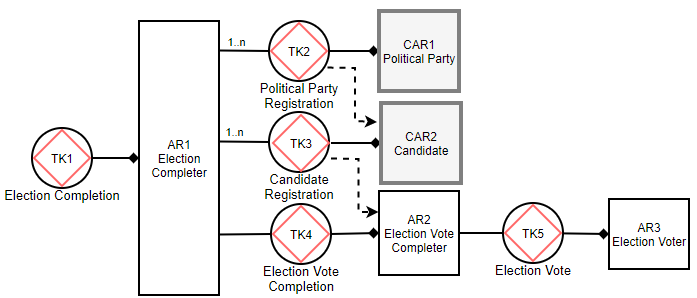 TK1
Election Completion
AR1
Election
Completer
1..n
TK2
Political Party
Registration
CAR1
Political Party
1..n
TK3
Candidate
Registration
CAR2
Candidate
TK4
Election Vote
Completion
AR2
Election Vote
Completer
TK5
Election Vote
AR3
Election Voter